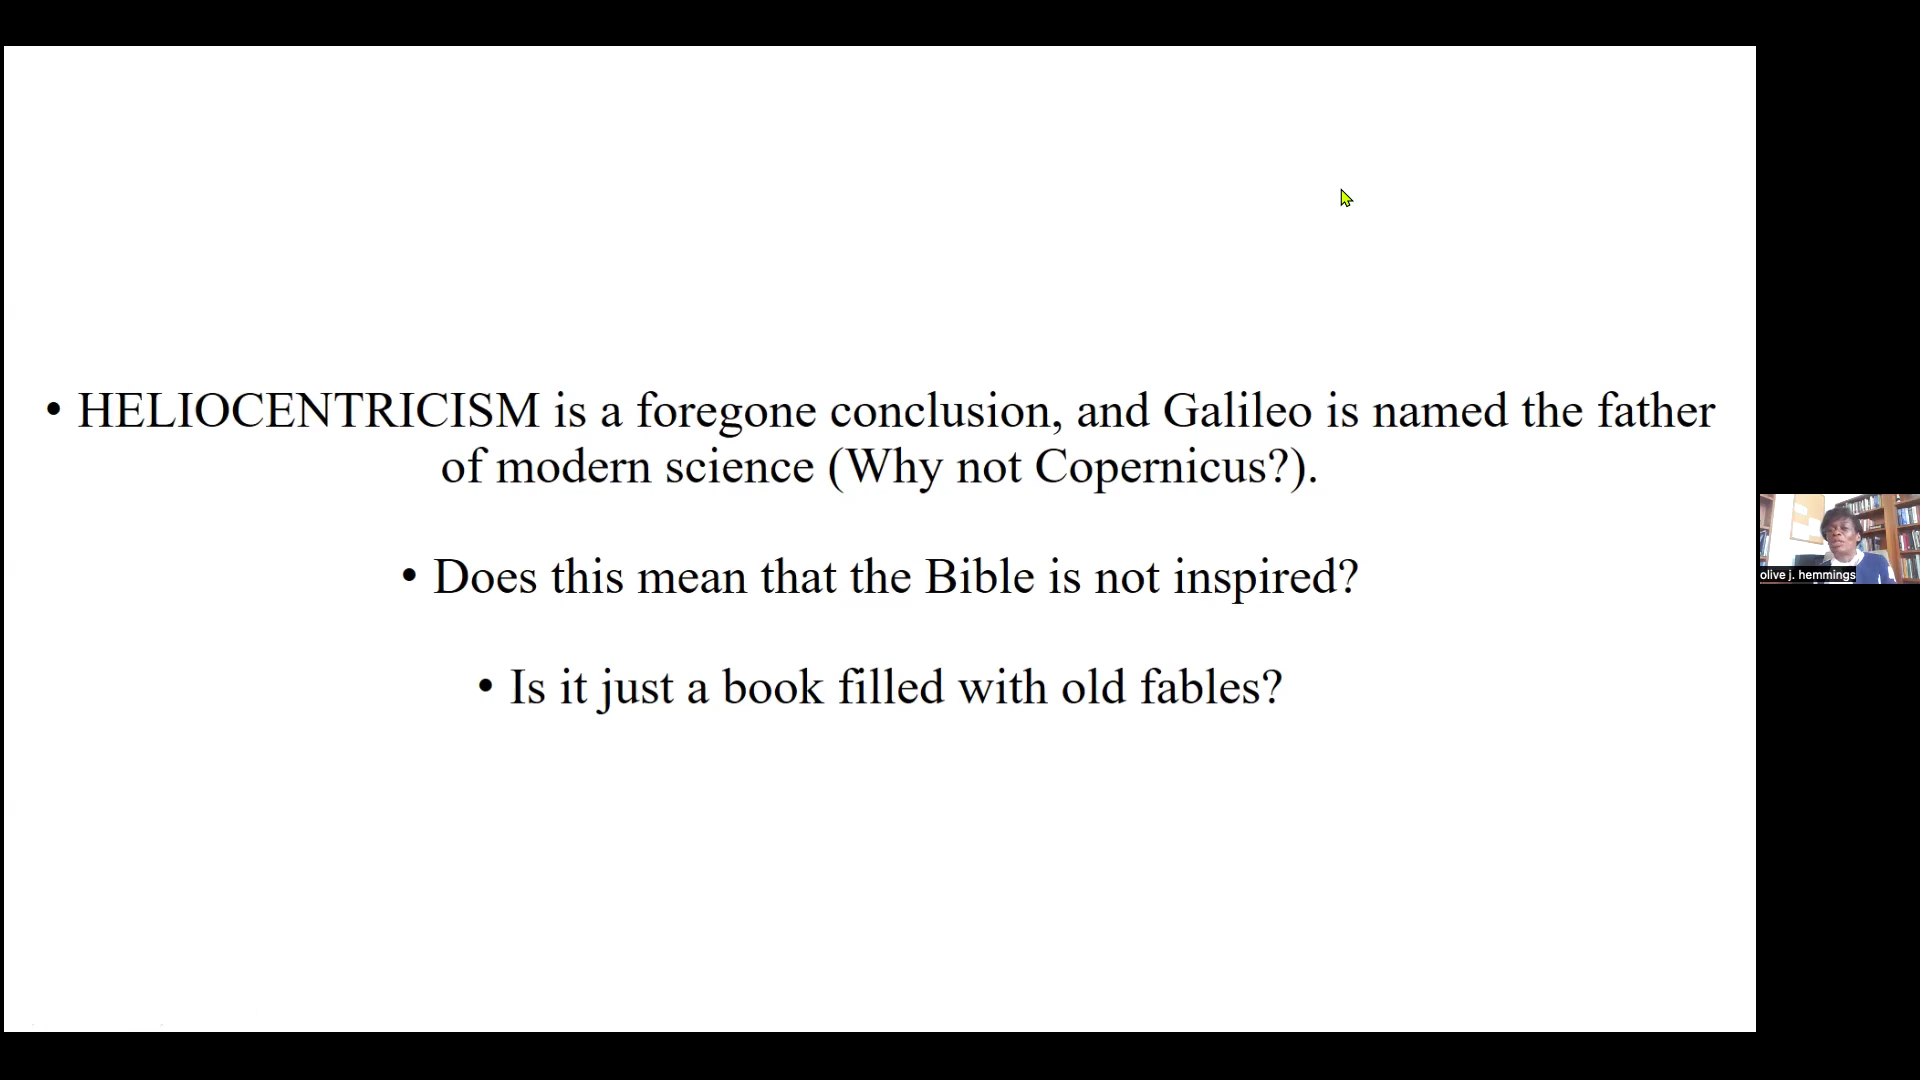 • HELIOCENTRICISM is a foregone conclusion, and Galileo is named the father
of modern science (Why not Copernicus?).
• Does this mean that the Bible is not inspired?
• Is it just a book filled with old fables?
olive j. hemmings